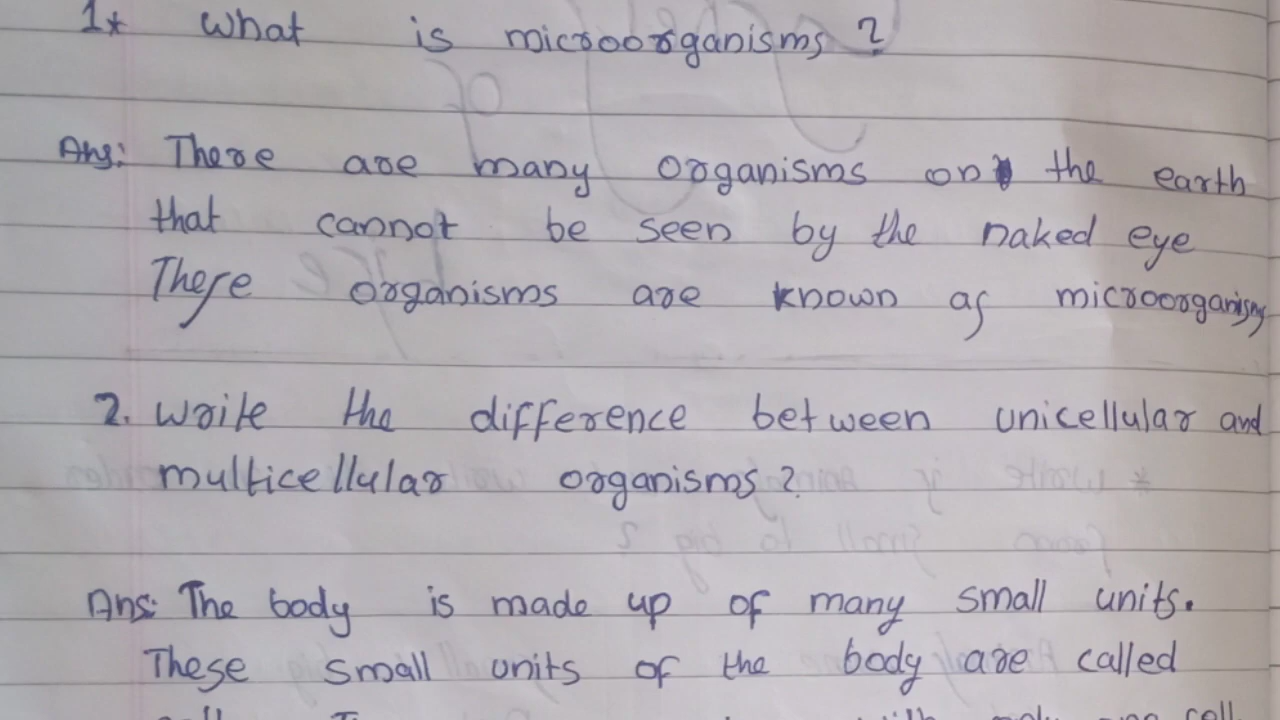 1* What is microorganisms ?
Ans: There are many organisms on the earth
that cannot be seen by the naked eye
These organisms are known as microorganisms
2. Write the difference between unicellular and
multicellular organisms ?
Ans: The body is made up of many small units.
These small units of the body are called